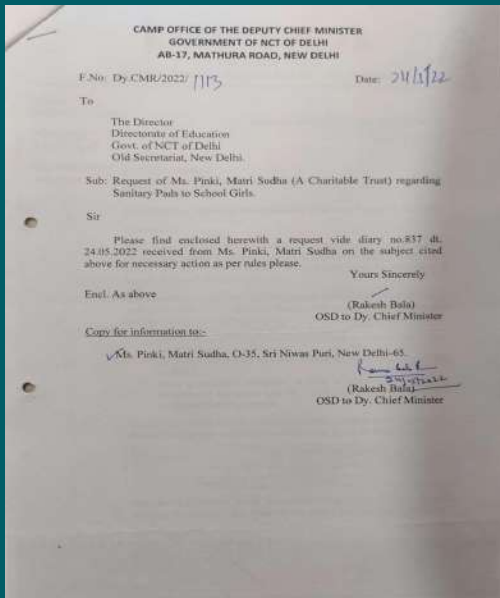 CAMP OFFICE OF THE DEPUTY CHIEF MINISTER
GOVERNMENT OF NCT OF DELHI
AB-17, MATHURA ROAD, NEW DELHI
F.No: Dy.CMR/2022/ 1113 Date: 24/5/22
To
The Director
Directorate of Education
Govt. of NCT of Delhi
Old Secretariat, New Delhi.
Sub: Request of Ms. Pinki, Matri Sudha (A Charitable Trust) regarding
Sanitary Pads to School Girls.
Sir
Please find enclosed herewith a request vide diary no.837 dt.
24.05.2022 received from Ms. Pinki, Matri Sudha on the subject cited
above for necessary action as per rules please.
Yours Sincerely
Encl. As above
(Rakesh Bala)
OSD to Dy. Chief Minister
Copy for information to:-
Ms. Pinki, Matri Sudha, O-35, Sri Niwas Puri, New Delhi-65.
(Rakesh Bala)
OSD to Dy. Chief Minister